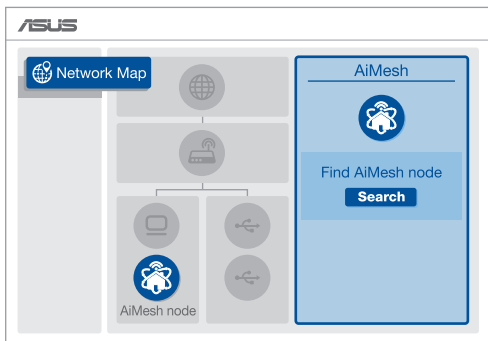 ASUS
Network Map
AiMesh
Find AiMesh node
Search
AiMesh node